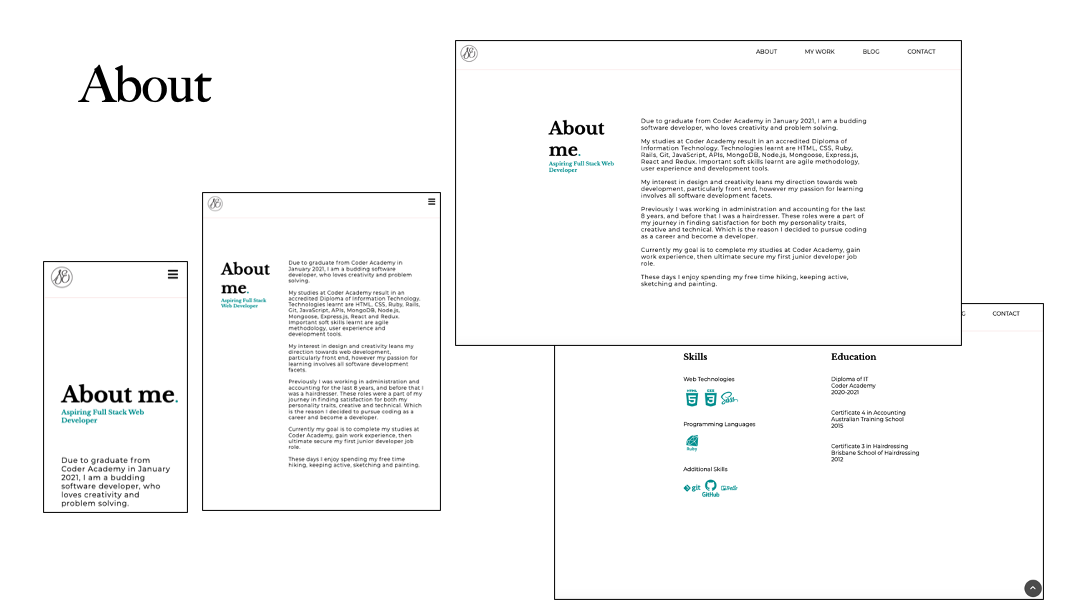 About
ABOUT MY WORK BLOG CONTACT
About
me.
Aspiring Full Stack Web
Developer
Due to graduate from Coder Academy in January 2021, I am a budding
software developer, who loves creativity and problem solving.
My studies at Coder Academy result in an accredited Diploma of
Information Technology. Technologies learnt are HTML, CSS, Ruby,
Rails, Git, JavaScript, APIs, MongoDB, Node.js, Mongoose, Express.js,
React and Redux. Important soft skills learnt are agile methodology,
user experience and development tools.
My interest in design and creativity leans my direction towards web
development, particularly front end, however my passion for learning
involves all software development facets.
Previously I was working in administration and accounting for the last
8 years, and before that I was a hairdresser. These roles were a part of
my journey in finding satisfaction for both my personality traits,
creative and technical. Which is the reason I decided to pursue coding
as a career and become a developer.
Currently my goal is to complete my studies at Coder Academy, gain
work experience, then ultimate secure my first junior developer job
role.
These days I enjoy spending my free time hiking, keeping active,
sketching and painting.
About
me.
Aspiring Full Stack
Web Developer
Due to graduate from Coder Academy in
January 2021, I am a budding software
developer, who loves creativity and problem
solving.
My studies at Coder Academy result in an
accredited Diploma of Information Technology.
Technologies learnt are HTML, CSS, Ruby, Rails,
Git, JavaScript, APIs, MongoDB, Node.js,
Mongoose, Express.js, React and Redux.
Important soft skills learnt are agile
methodology, user experience and
development tools.
My interest in design and creativity leans my
direction towards web development,
particularly front end, however my passion for
learning involves all software development
facets.
Previously I was working in administration and
accounting for the last 8 years, and before that I
was a hairdresser. These roles were a part of my
journey in finding satisfaction for both my
personality traits, creative and technical. Which
is the reason I decided to pursue coding as a
career and become a developer.
Currently my goal is to complete my studies at
Coder Academy, gain work experience, then
ultimate secure my first junior developer job
role.
These days I enjoy spending my free time
hiking, keeping active, sketching and painting.
About me.
Aspiring Full Stack Web
Developer
Due to graduate from
Coder Academy in January
2021, I am a budding
software developer, who
loves creativity and
problem solving.
G CONTACT
Skills
Web Technologies
HTML CSS Sass
Programming Languages
Ruby
Additional Skills
git GitHub
Education
Diploma of IT
Coder Academy
2020-2021
Certificate 4 in Accounting
Australian Training School
2015
Certificate 3 in Hairdressing
Brisbane School of Hairdressing
2012